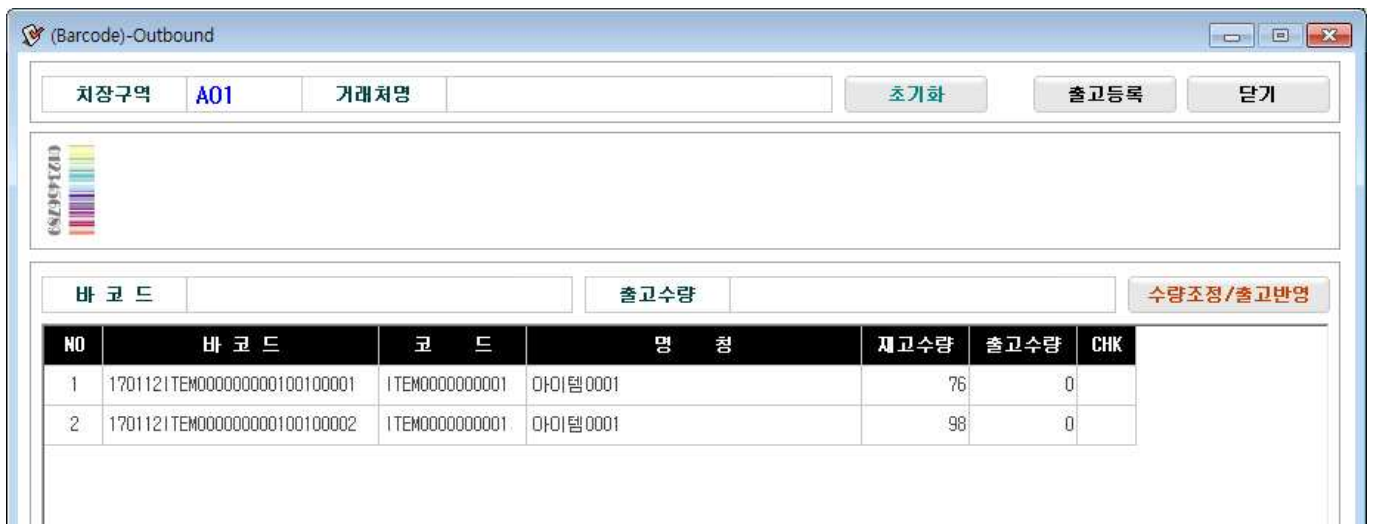 (Barcode)-Outbound
치장구역 A01 거래처명 초기화 출고등록 닫기
0123456789
바 코 드 출고수량 수량조정/출고반영
NO 바 코 드 코 드 명 칭 재고수량 출고수량 CHK
1 170112ITEM000000000100100001 ITEM0000000001 아이템0001 76 0
2 170112ITEM000000000100100002 ITEM0000000001 아이템0001 98 0